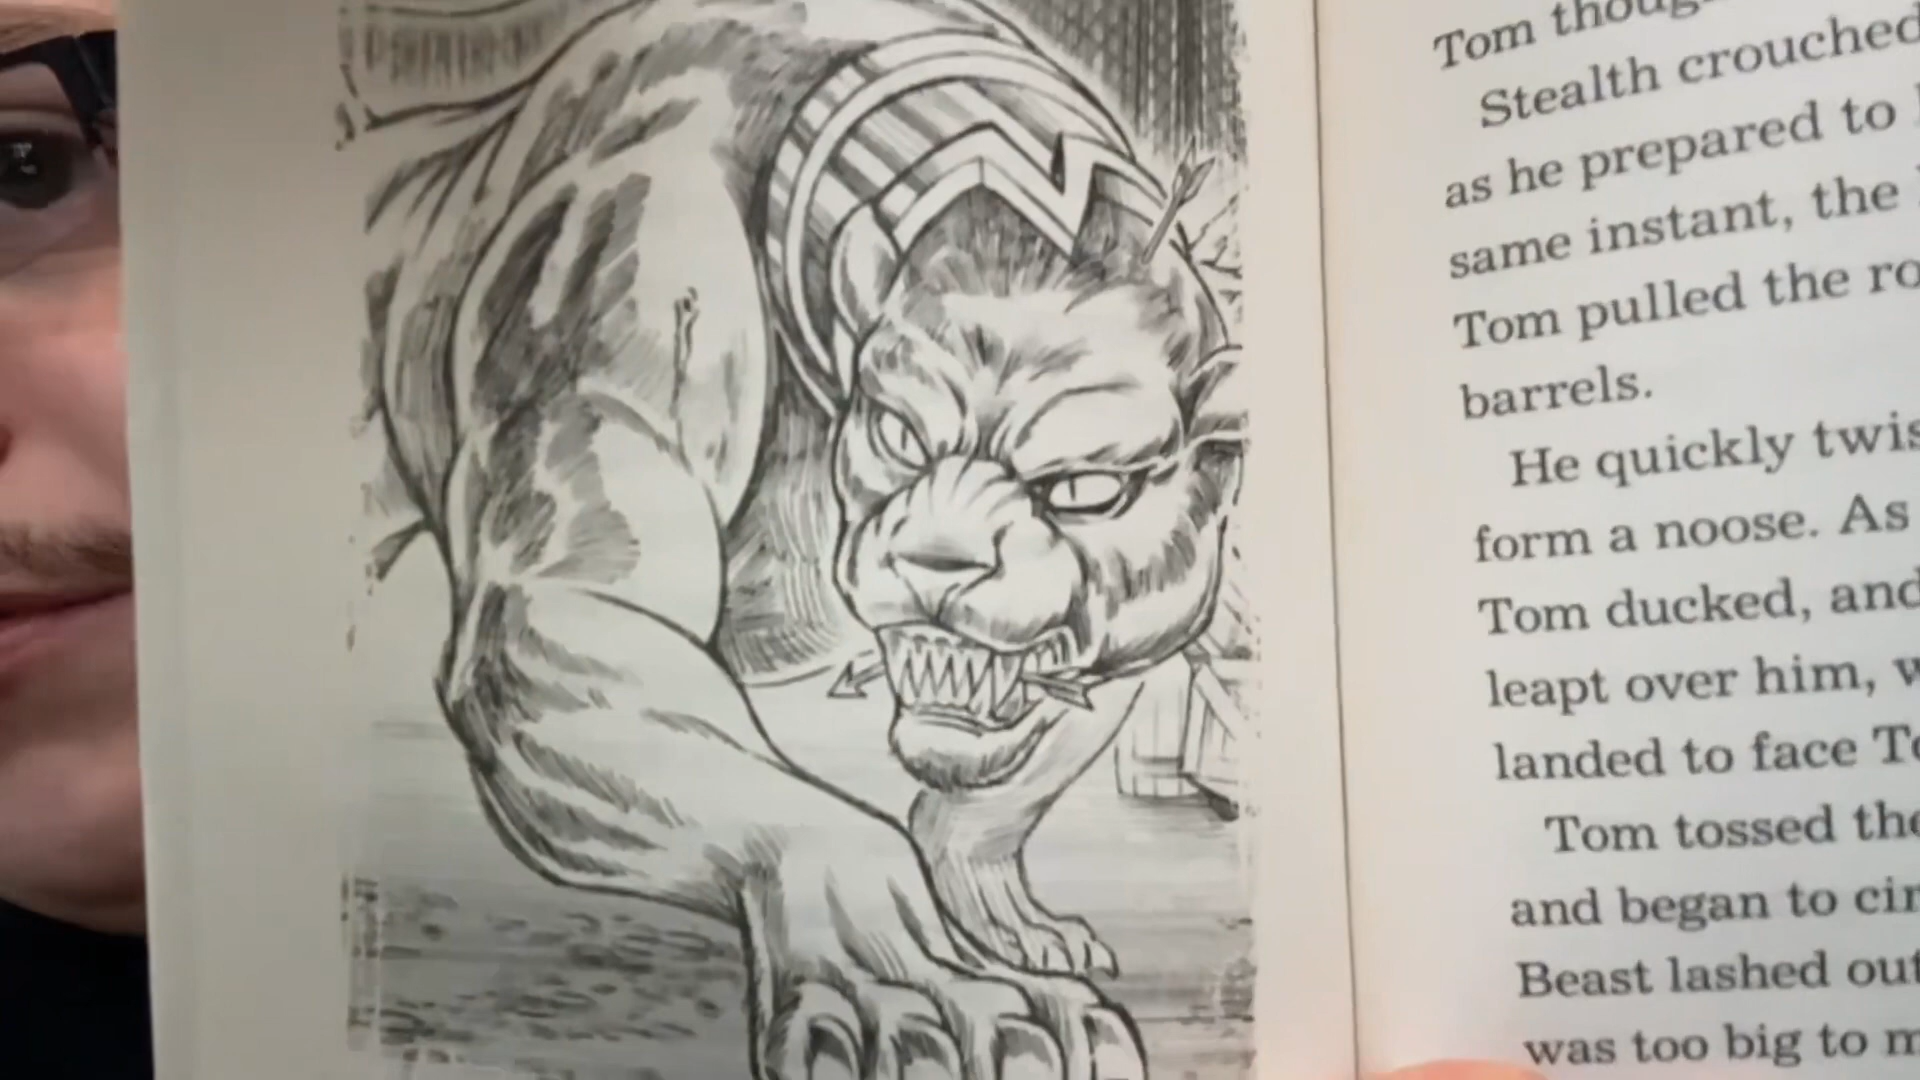 Tom thoug
Stealth crouched
as he prepared to
same instant, the
Tom pulled the ro
barrels.
He quickly twis
form a noose. As
Tom ducked, and
leapt over him, w
landed to face To
Tom tossed the
and began to cir
Beast lashed out
was too big to m